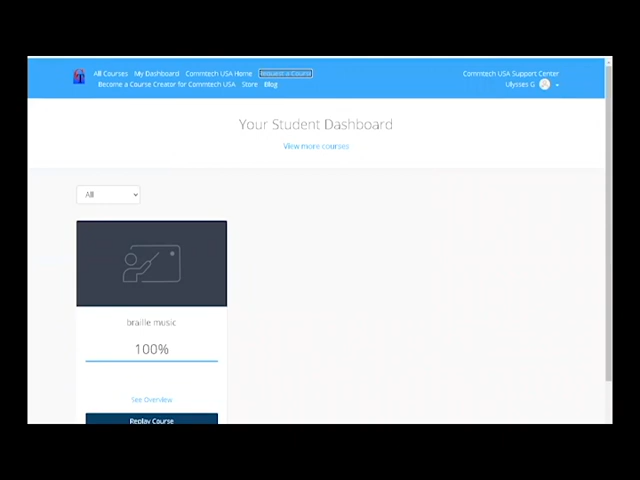 All Courses My Dashboard Commtech USA Home Request a Course Commtech USA Support Center
Become a Course Creator for Commtech USA Store Blog Ulysses G
Your Student Dashboard
View more courses
All
braille music
100%
See Overview
Replay Course